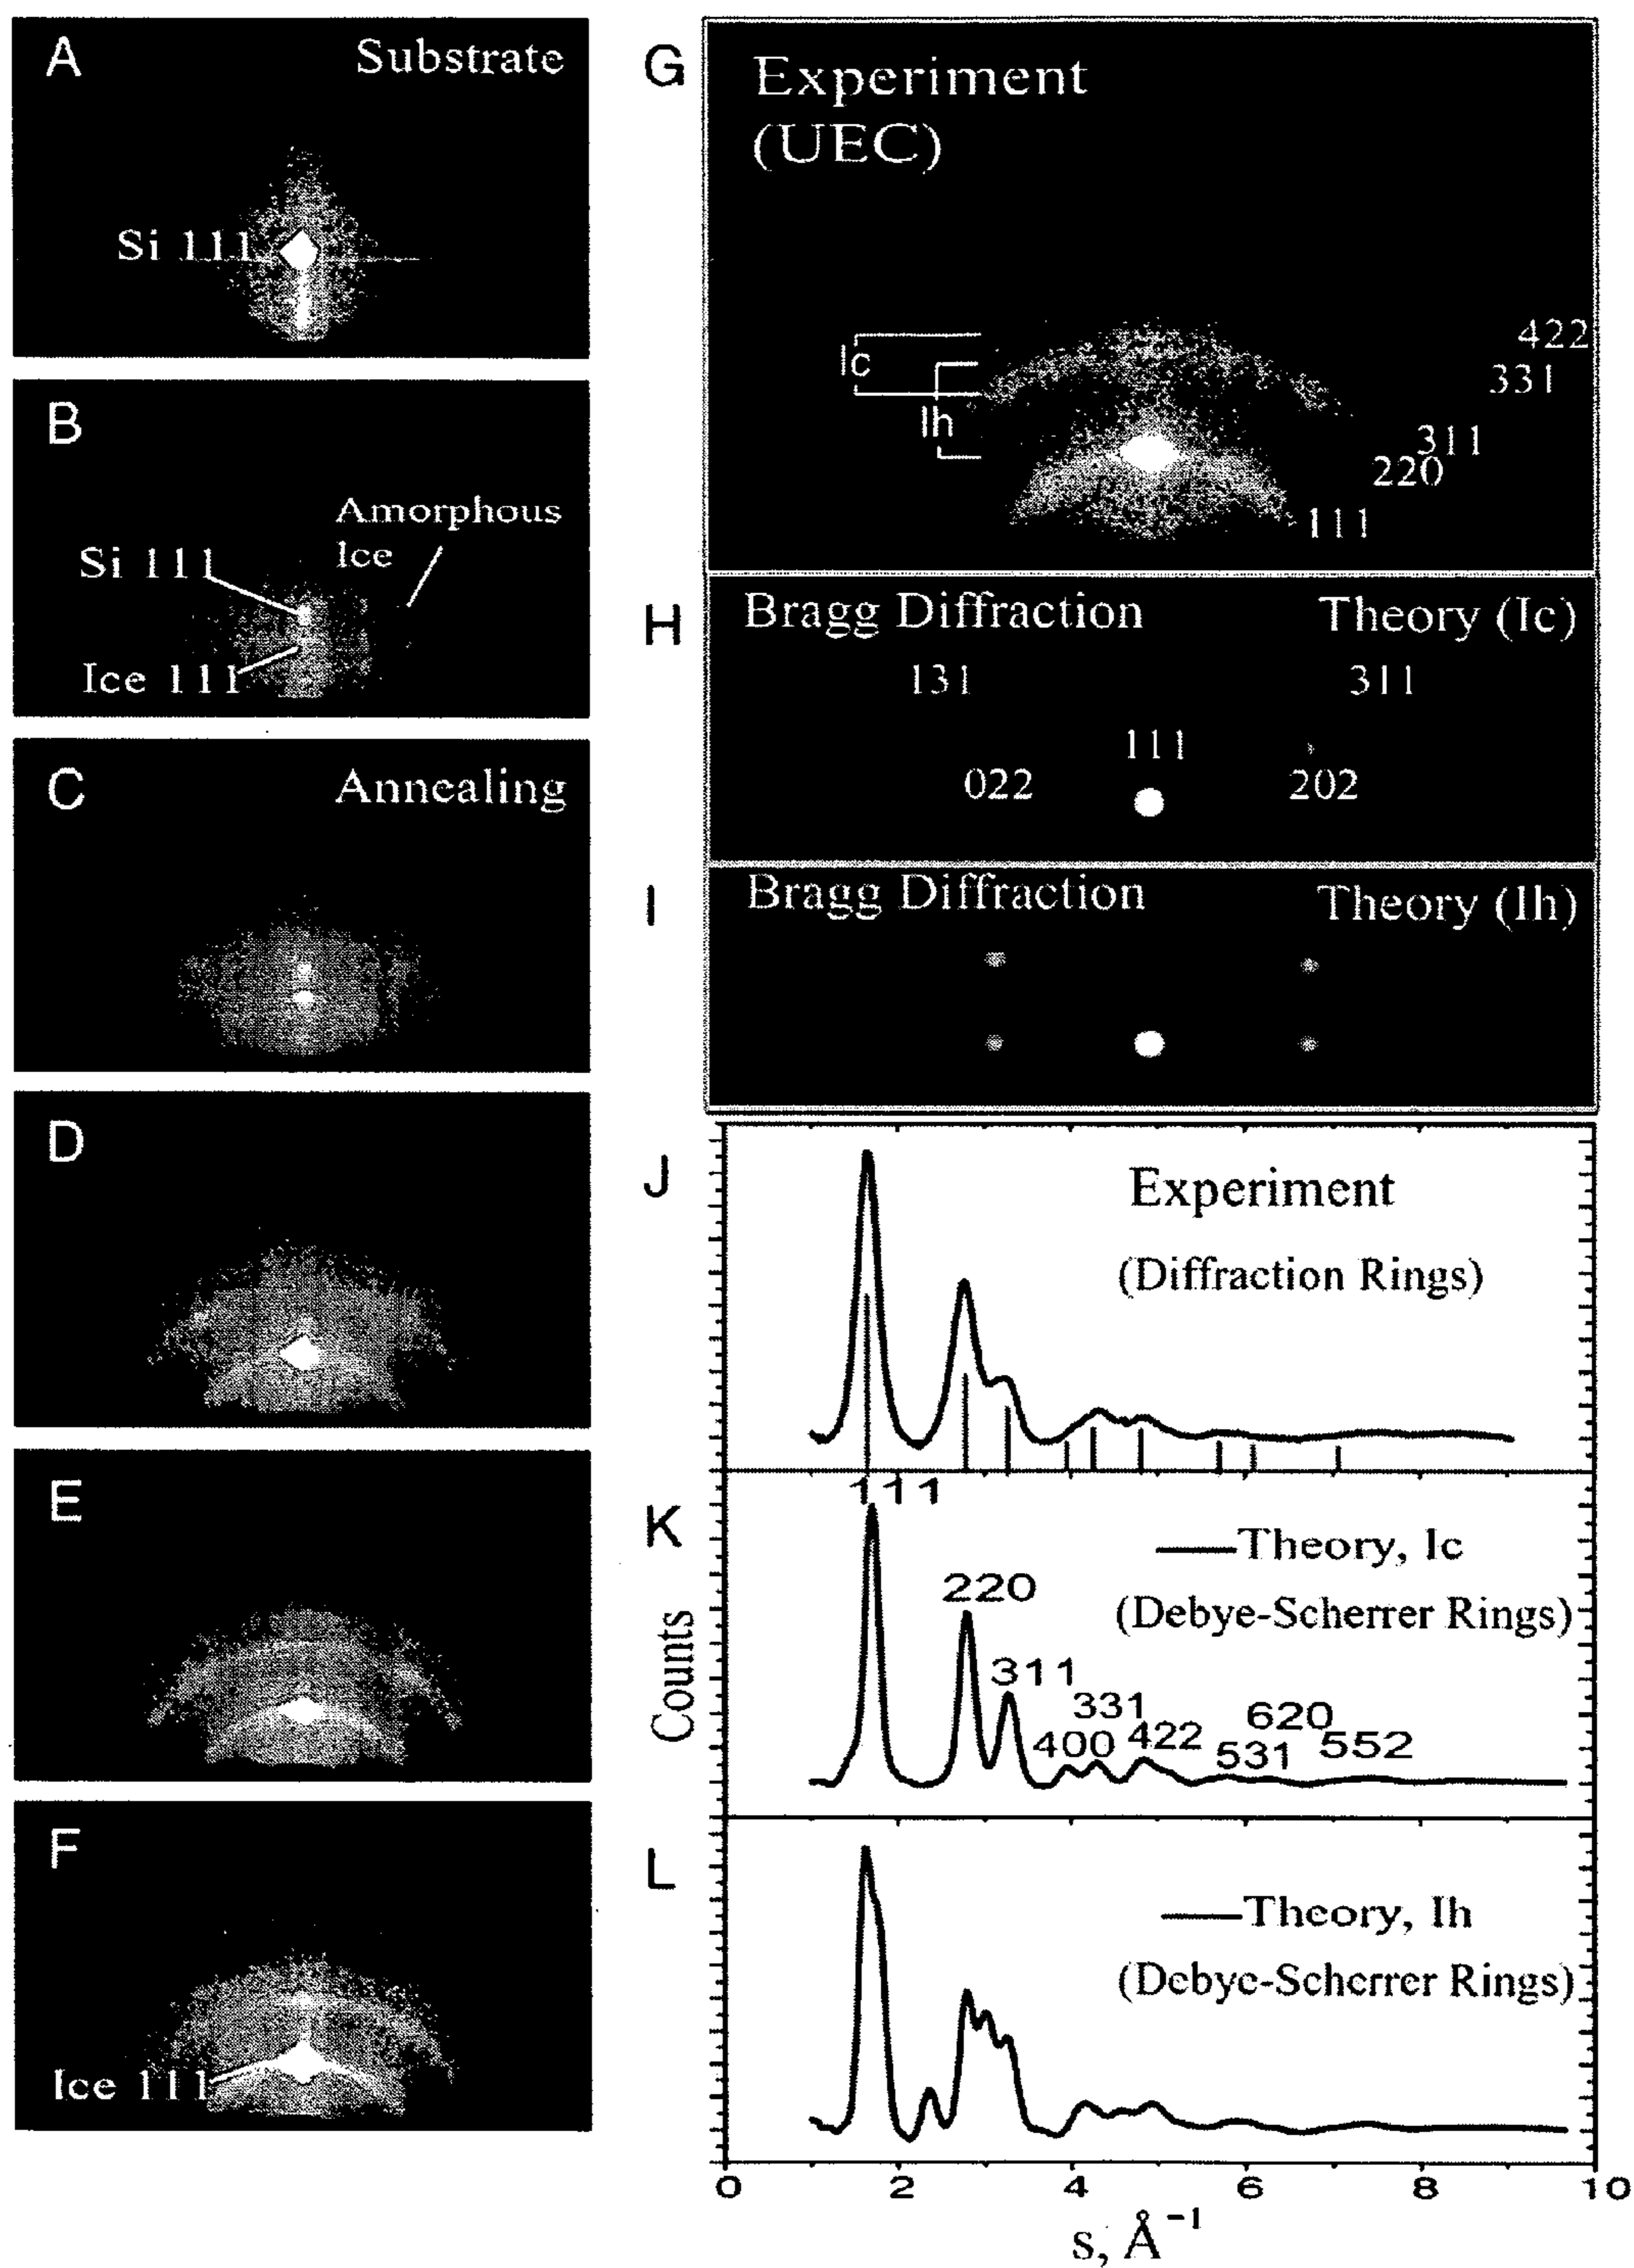 A
Substrate
Si 111
B
Amorphous
Ice
Si 111
Ice 111
C
Annealing
D
E
F
Ice 111
G
Experiment
(UEC)
Ic
Ih
422
331
311
220
111
H
Bragg Diffraction
Theory (Ic)
131
311
111
022
202
I
Bragg Diffraction
Theory (Ih)
J
Experiment
(Diffraction Rings)
111
K
Theory, Ic
(Debye-Scherrer Rings)
220
311
331
400
422
620
531
552
Counts
L
Theory, Ih
(Debye-Scherrer Rings)
0 2 4 6 8 10
s, Å⁻¹